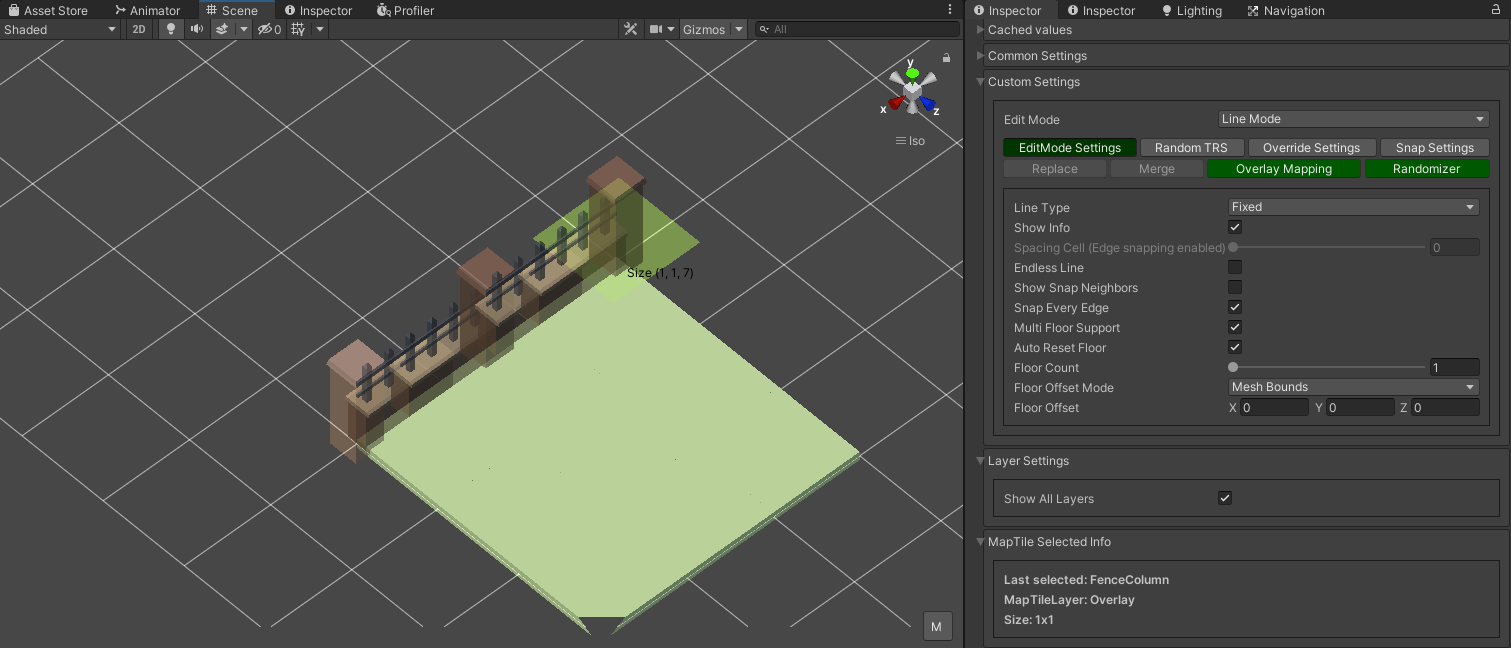 Asset Store Animator Scene Inspector Profiler
Shaded 2D 0 Gizmos All
y
x z
Iso
Size (1, 1, 7)
M
Inspector Inspector Lighting Navigation
Cached values
Common Settings
Custom Settings
Edit Mode Line Mode
EditMode Settings Random TRS Override Settings Snap Settings
Replace Merge Overlay Mapping Randomizer
Line Type Fixed
Show Info
Spacing Cell (Edge snapping enabled) 0
Endless Line
Show Snap Neighbors
Snap Every Edge
Multi Floor Support
Auto Reset Floor
Floor Count 1
Floor Offset Mode Mesh Bounds
Floor Offset X 0 Y 0 Z 0
Layer Settings
Show All Layers
MapTile Selected Info
Last selected: FenceColumn
MapTileLayer: Overlay
Size: 1x1